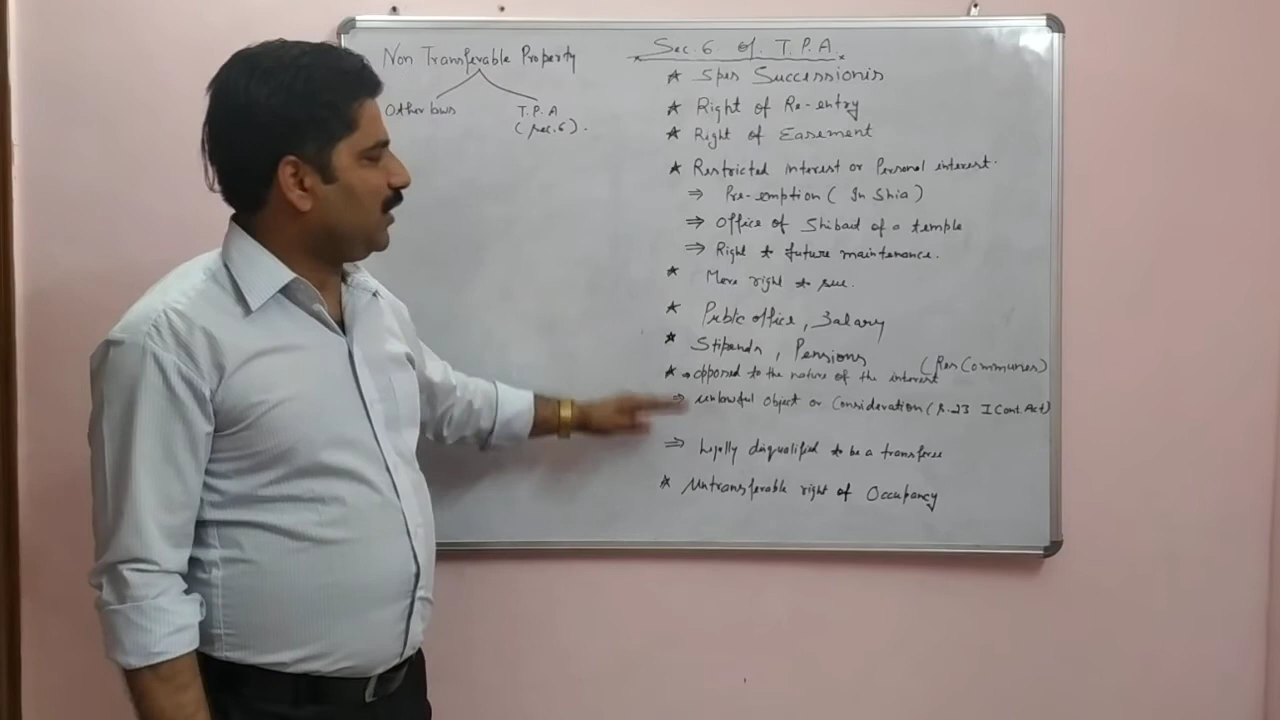 Non Transferable Property
Other laws
T.P.A
(Sec. 6).
Sec. 6 of T.P.A.
★ Spes Successionis
★ Right of Re-entry
★ Right of Easement
★ Restricted interest or Personal interest.
⇒ Pre-emption ( In Shia )
⇒ Office of Shibait of a temple
⇒ Right to future maintenance.
★ Mere right to sue.
★ Public office, Salary
★ Stipends, Pensions
★ opposed to the nature of the interest (Res Communes)
⇒ unlawful object or Consideration (s. 23 I Cont. Act)
⇒ Legally disqualified to be a transferee
★ Untransferable right of Occupancy